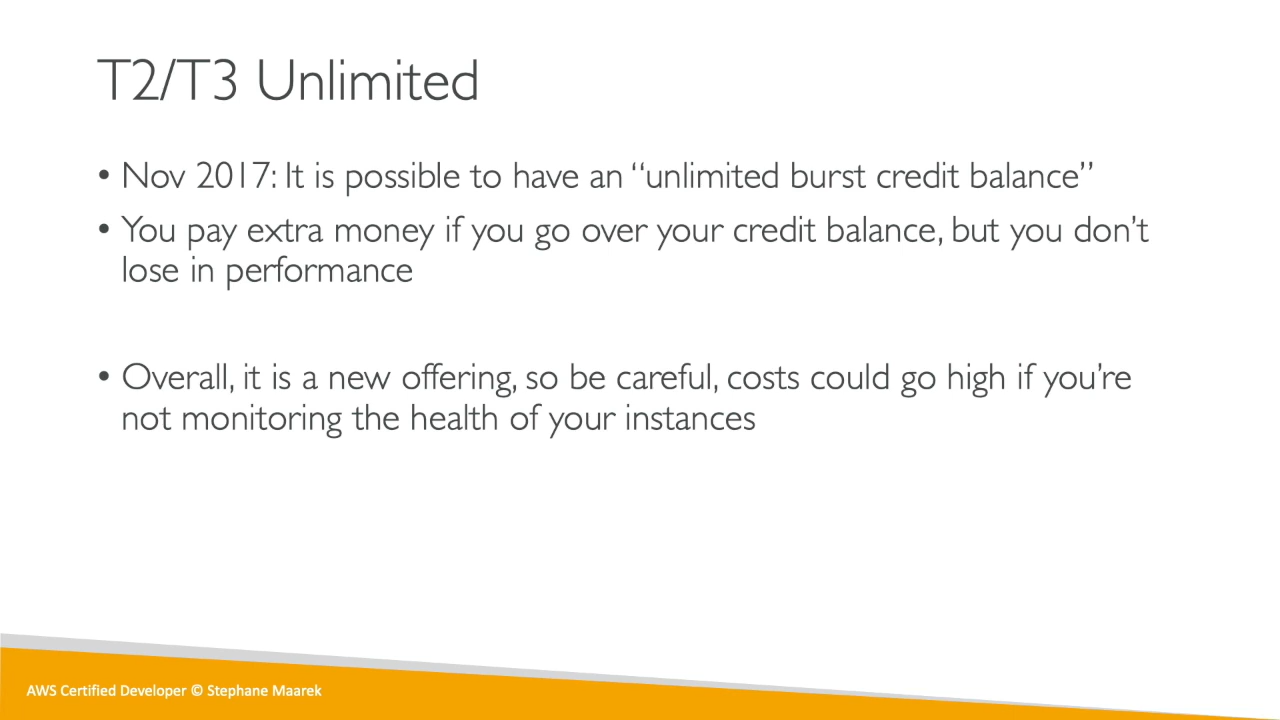 T2/T3 Unlimited
• Nov 2017: It is possible to have an “unlimited burst credit balance”
• You pay extra money if you go over your credit balance, but you don’t
lose in performance
• Overall, it is a new offering, so be careful, costs could go high if you’re
not monitoring the health of your instances
AWS Certified Developer © Stephane Maarek